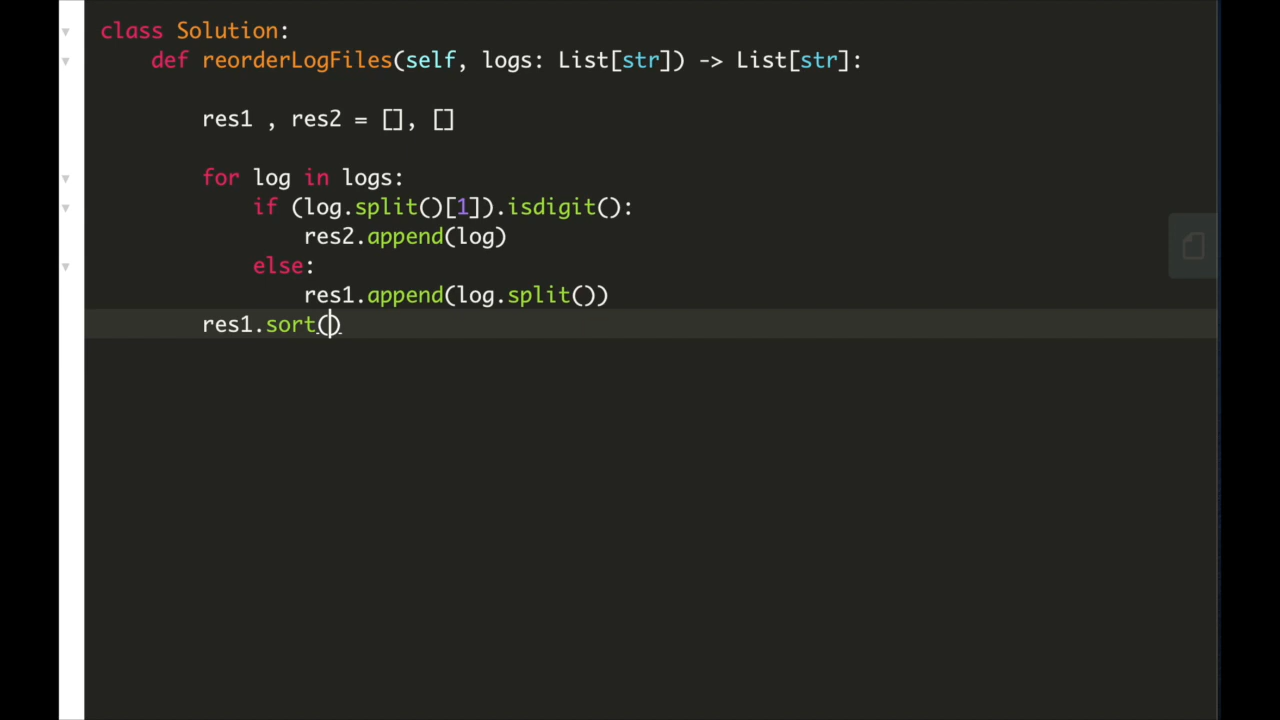 class Solution:
    def reorderLogFiles(self, logs: List[str]) -> List[str]:
        res1 , res2 = [], []
        for log in logs:
            if (log.split()[1]).isdigit():
                res2.append(log)
            else:
                res1.append(log.split())
        res1.sort()